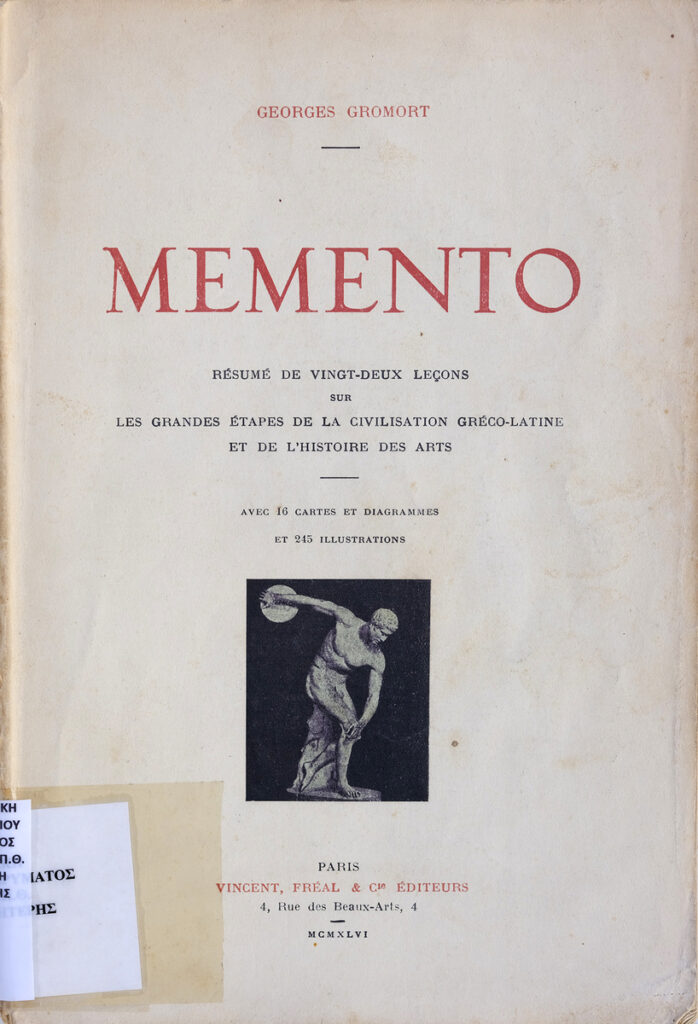 GEORGES GROMORT
MEMENTO
RÉSUMÉ DE VINGT-DEUX LEÇONS
SUR
LES GRANDES ÉTAPES DE LA CIVILISATION GRÉCO-LATINE
ET DE L'HISTOIRE DES ARTS
AVEC 16 CARTES ET DIAGRAMMES
ET 245 ILLUSTRATIONS
PARIS
VINCENT, FRÉAL & Cie ÉDITEURS
4, Rue des Beaux-Arts, 4
MCMXLVI